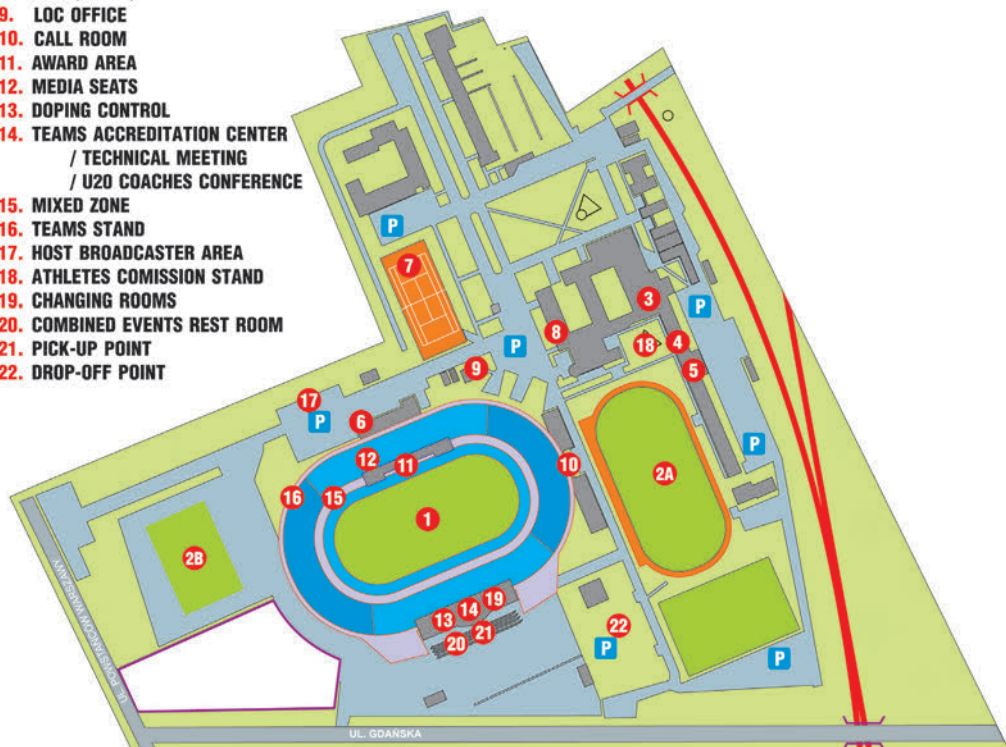 9. LOC OFFICE
10. CALL ROOM
11. AWARD AREA
12. MEDIA SEATS
13. DOPING CONTROL
14. TEAMS ACCREDITATION CENTER
/ TECHNICAL MEETING
/ U20 COACHES CONFERENCE
15. MIXED ZONE
16. TEAMS STAND
17. HOST BROADCASTER AREA
18. ATHLETES COMISSION STAND
19. CHANGING ROOMS
20. COMBINED EVENTS REST ROOM
21. PICK-UP POINT
22. DROP-OFF POINT
P
7
3
P
8
P
18
4
9
5
17
P
6
P
12
11
10
2A
16
15
1
2B
19
14
13
21
20
22
P
P
UL. POWSTAŃCÓW WARSZAWY
UL. GDAŃSKA